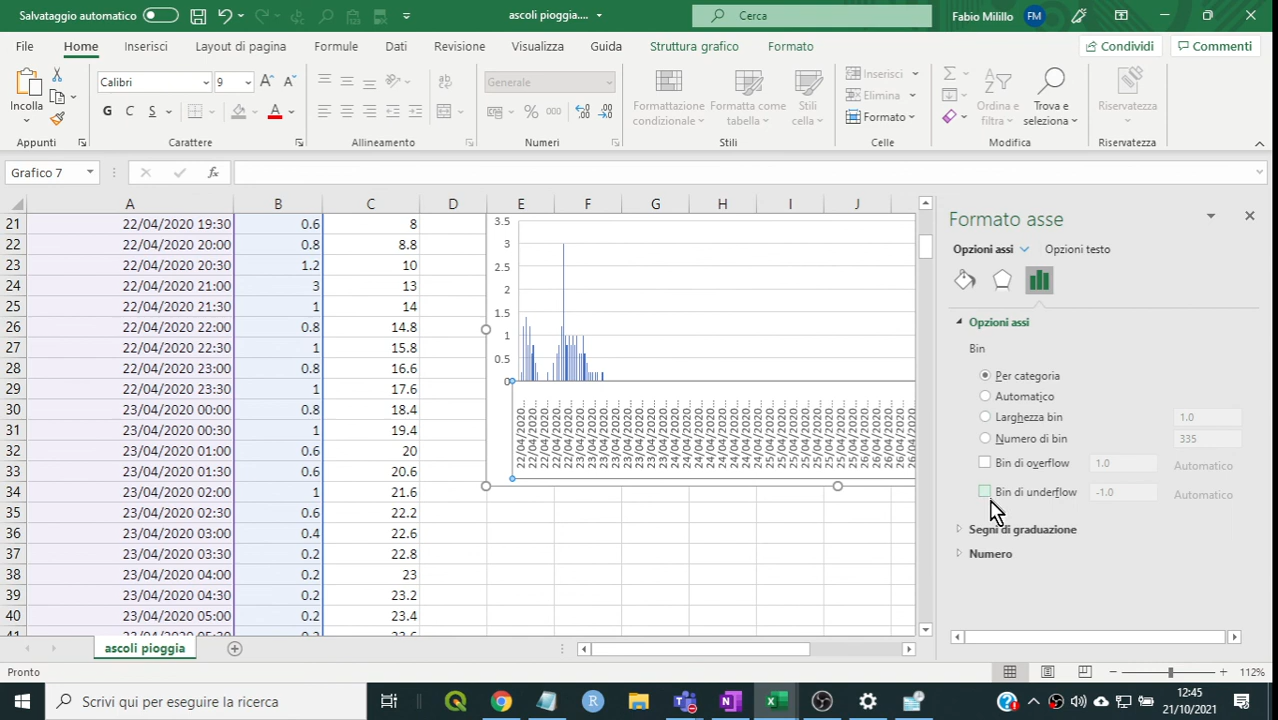 Salvataggio automatico
ascoli pioggia....
Cerca
Fabio Milillo
FM
File
Home
Inserisci
Layout di pagina
Formule
Dati
Revisione
Visualizza
Guida
Struttura grafico
Formato
Condividi
Commenti
Incolla
Calibri
9
G C S
Generale
Formattazione
condizionale
Formatta come
tabella
Stili
cella
Inserisci
Elimina
Formato
Ordina e
filtra
Trova e
seleziona
Riservatezza
Appunti
Carattere
Allineamento
Numeri
Stili
Celle
Modifica
Riservatezza
Grafico 7
fx
A B C D E F G H I J
21 22/04/2020 19:30 0.6 8
22 22/04/2020 20:00 0.8 8.8
23 22/04/2020 20:30 1.2 10
24 22/04/2020 21:00 3 13
25 22/04/2020 21:30 1 14
26 22/04/2020 22:00 0.8 14.8
27 22/04/2020 22:30 1 15.8
28 22/04/2020 23:00 0.8 16.6
29 22/04/2020 23:30 1 17.6
30 23/04/2020 00:00 0.8 18.4
31 23/04/2020 00:30 1 19.4
32 23/04/2020 01:00 0.6 20
33 23/04/2020 01:30 0.6 20.6
34 23/04/2020 02:00 1 21.6
35 23/04/2020 02:30 0.6 22.2
36 23/04/2020 03:00 0.4 22.6
37 23/04/2020 03:30 0.2 22.8
38 23/04/2020 04:00 0.2 23
39 23/04/2020 04:30 0.2 23.2
40 23/04/2020 05:00 0.2 23.4
3.5
3
2.5
2
1.5
1
0.5
0
22/04/2020...
22/04/2020...
22/04/2020...
Formato asse
Opzioni assi
Opzioni testo
Opzioni assi
Bin
Per categoria
Automatico
Larghezza bin 1.0
Numero di bin 335
Bin di overflow 1.0 Automatico
Bin di underflow -1.0 Automatico
Segni di graduazione
Numero
ascoli pioggia
Pronto
112%
Scrivi qui per eseguire la ricerca
12:45
21/10/2021